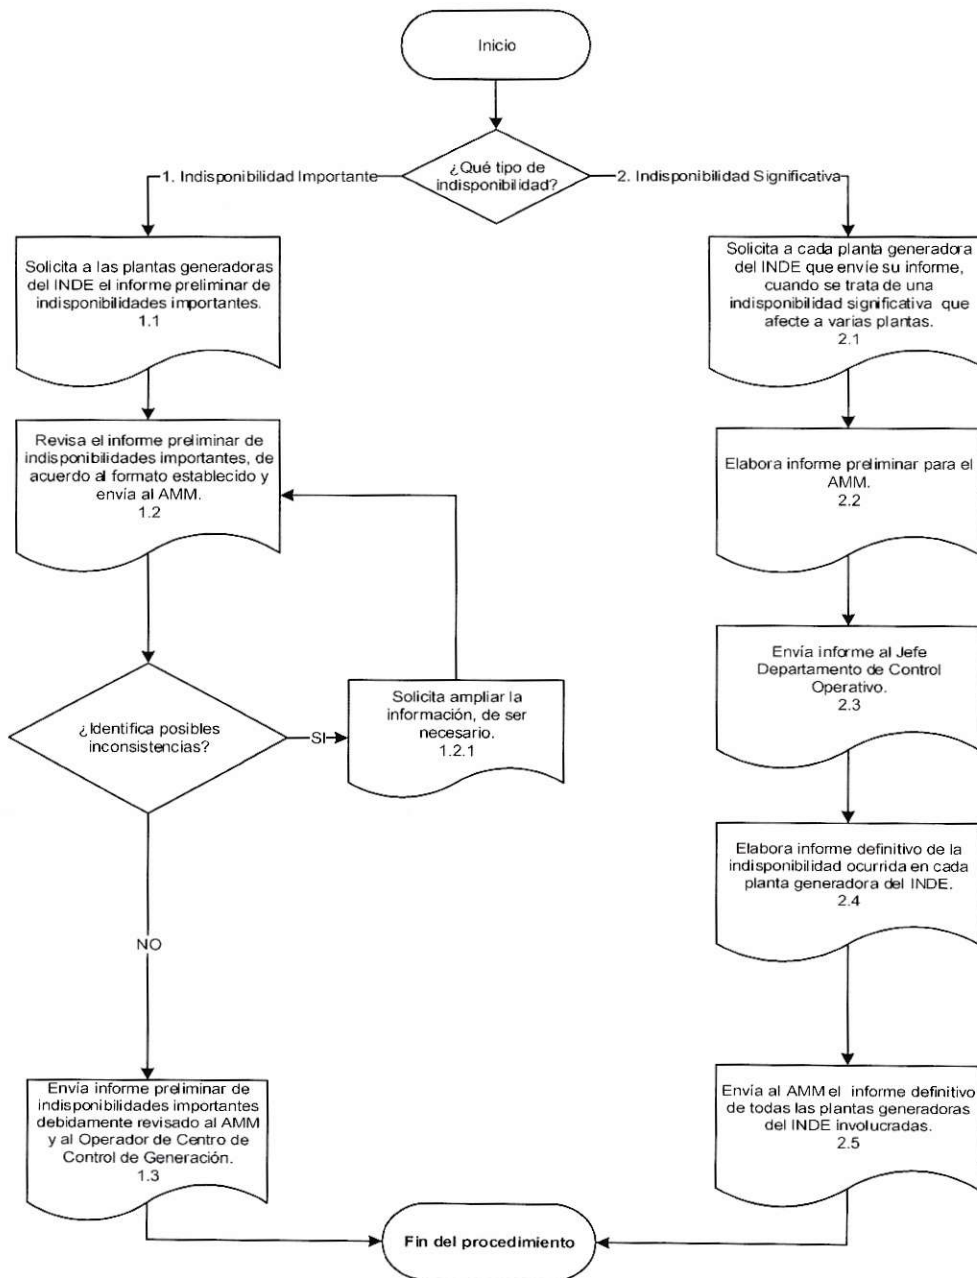 Inicio
¿Qué tipo de
indisponibilidad?
1. Indisponibilidad Importante
2. Indisponibilidad Significativa
Solicita a las plantas generadoras
del INDE el informe preliminar de
indisponibilidades importantes.
1.1
Revisa el informe preliminar de
indisponibilidades importantes, de
acuerdo al formato establecido y
envía al AMM.
1.2
¿Identifica posibles
inconsistencias?
SI
Solicita ampliar la
información, de ser
necesario.
1.2.1
NO
Envía informe preliminar de
indisponibilidades importantes
debidamente revisado al AMM
y al Operador de Centro de
Control de Generación.
1.3
Solicita a cada planta generadora
del INDE que envíe su informe,
cuando se trata de una
indisponibilidad significativa que
afecte a varias plantas.
2.1
Elabora informe preliminar para el
AMM.
2.2
Envía informe al Jefe
Departamento de Control
Operativo.
2.3
Elabora informe definitivo de la
indisponibilidad ocurrida en cada
planta generadora del INDE.
2.4
Envía al AMM el informe definitivo
de todas las plantas generadoras
del INDE involucradas.
2.5
Fin del procedimiento